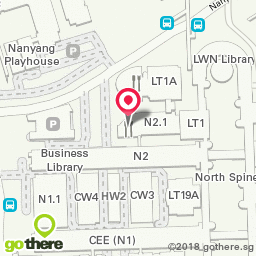 Nanyang
Playhouse
P
LWN Library
Nan
LT1A
P
N2.1
LT1
Business
Library
N2
North Spine
N1.1
CW4
HW2
CW3
LT19A
CEE (N1)
gothere
©2018 gothere.sg